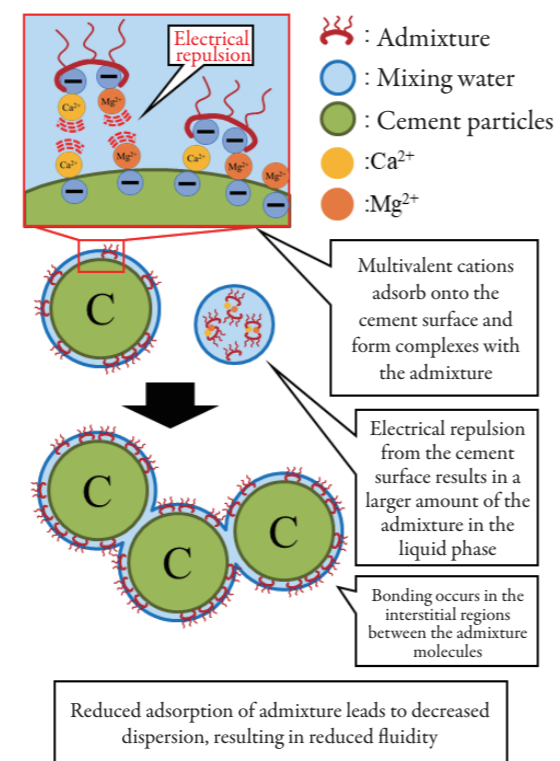 Electrical
repulsion
: Admixture
: Mixing water
: Cement particles
:Ca²⁺
:Mg²⁺
Ca²⁺
Mg²⁺
Ca²⁺
Mg²⁺
Ca²⁺
Mg²⁺
Mg²⁺
C
Multivalent cations
adsorb onto the
cement surface and
form complexes with
the admixture
Electrical repulsion
from the cement
surface results in a
larger amount of the
admixture in the
liquid phase
C
C
C
Bonding occurs in the
interstitial regions
between the admixture
molecules
Reduced adsorption of admixture leads to decreased
dispersion, resulting in reduced fluidity